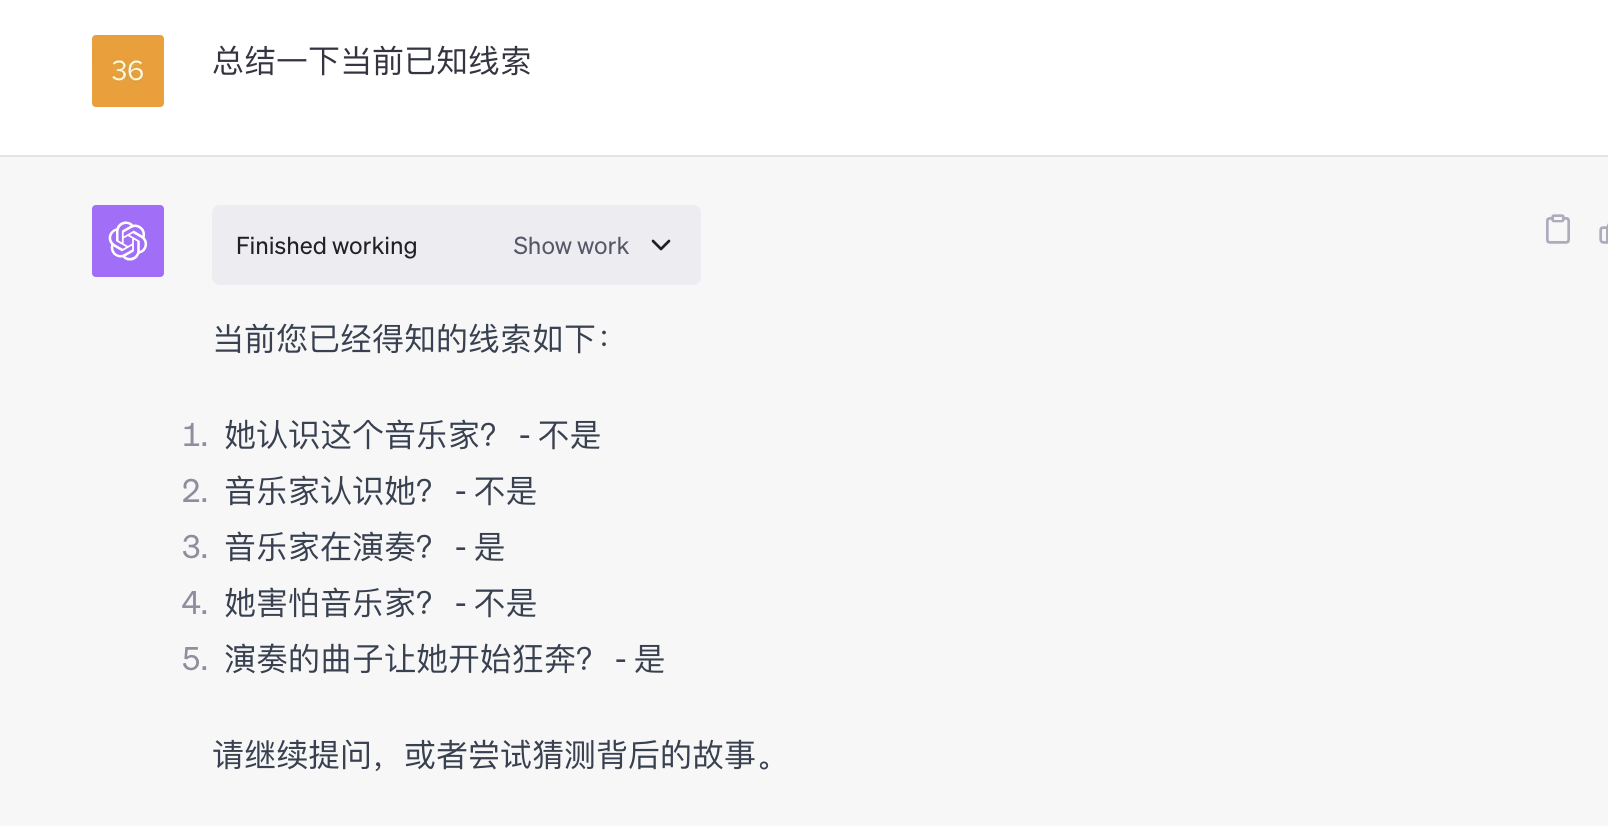 36
总结一下当前已知线索
Finished working Show work
当前您已经得知的线索如下：
1. 她认识这个音乐家？ - 不是
2. 音乐家认识她？ - 不是
3. 音乐家在演奏？ - 是
4. 她害怕音乐家？ - 不是
5. 演奏的曲子让她开始狂奔？ - 是
请继续提问，或者尝试猜测背后的故事。